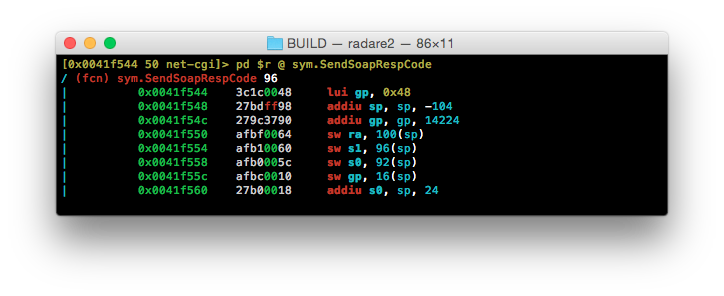 BUILD — radare2 — 86×11
[0x0041f544 50 net-cgi]> pd $r @ sym.SendSoapRespCode
/ (fcn) sym.SendSoapRespCode 96
| 0x0041f544 3c1c0048 lui gp, 0x48
| 0x0041f548 27bdff98 addiu sp, sp, -104
| 0x0041f54c 279c3790 addiu gp, gp, 14224
| 0x0041f550 afbf0064 sw ra, 100(sp)
| 0x0041f554 afb10060 sw s1, 96(sp)
| 0x0041f558 afb0005c sw s0, 92(sp)
| 0x0041f55c afbc0010 sw gp, 16(sp)
| 0x0041f560 27b00018 addiu s0, sp, 24